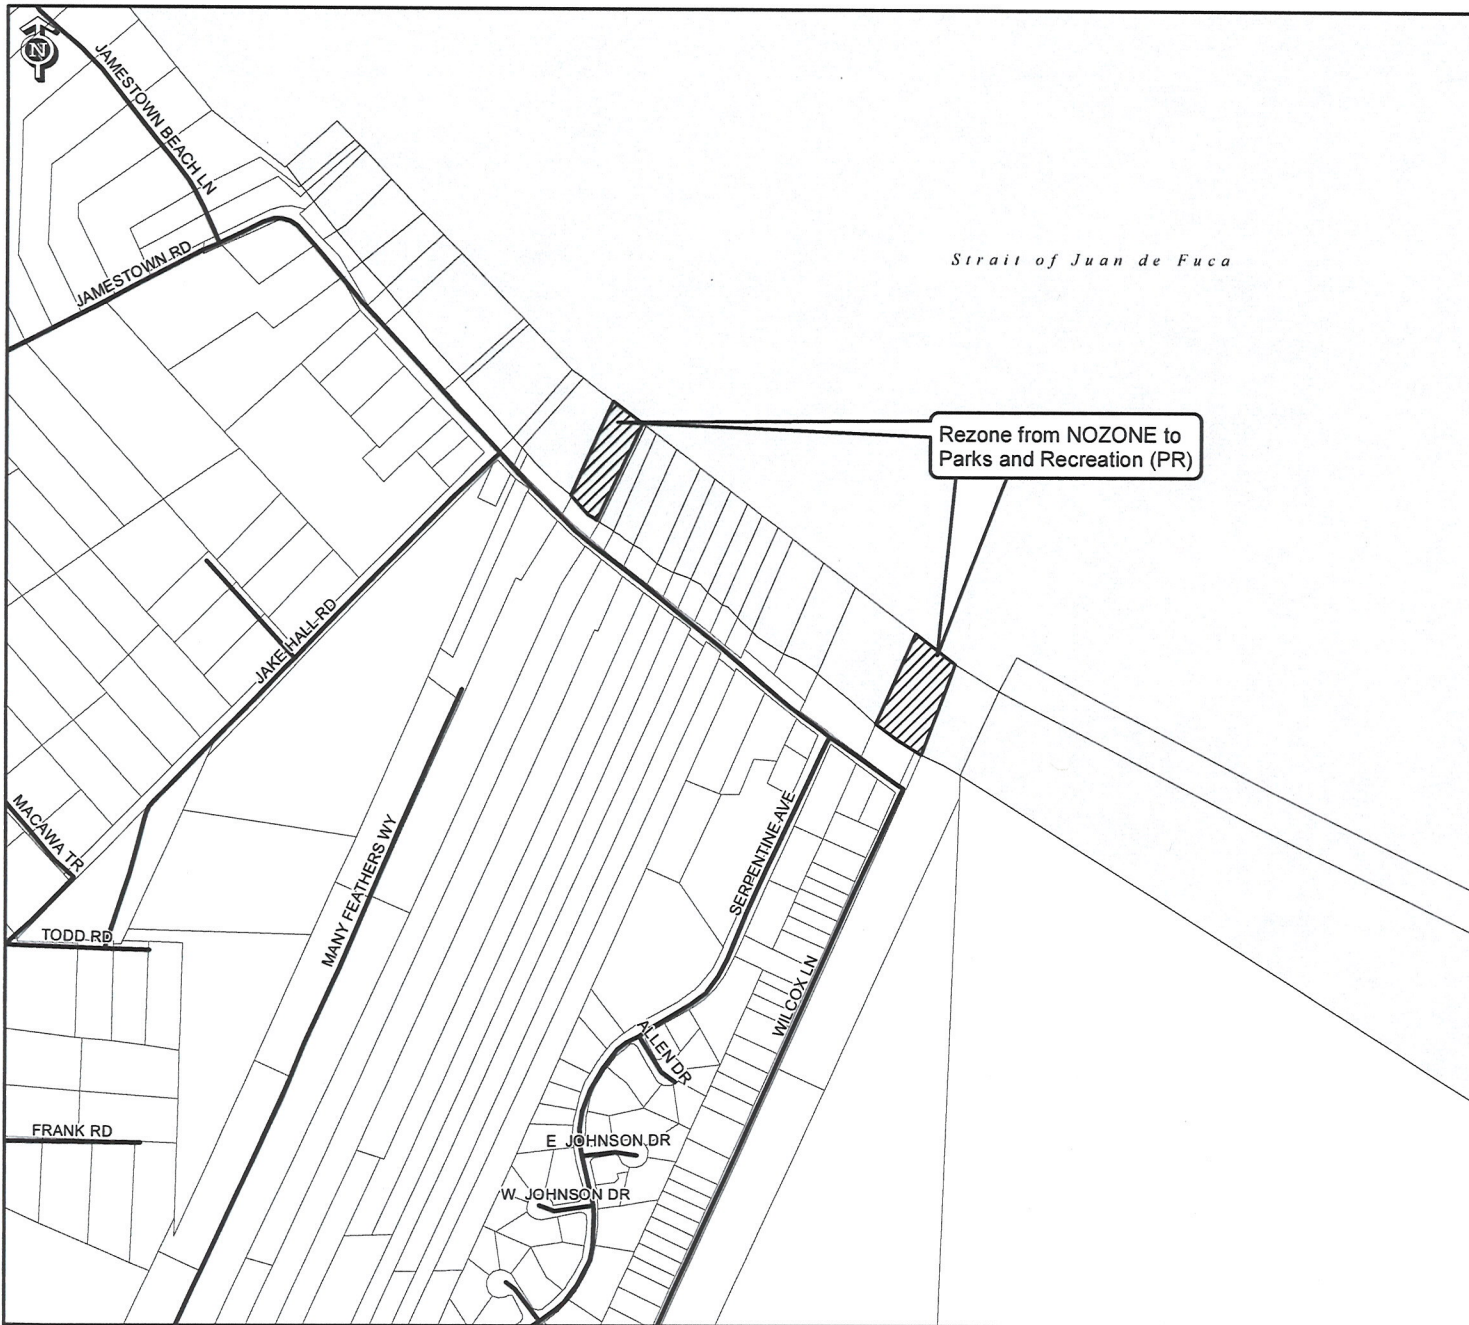 N
JAMESTOWN BEACH LN
JAMESTOWN RD
Strait of Juan de Fuca
Rezone from NOZONE to
Parks and Recreation (PR)
JAKE HALL RD
MACAWA TR
MANY FEATHERS WY
SERPENTINE AVE
TODD RD
WILCOX LN
ALLEN DR
FRANK RD
E JOHNSON DR
W JOHNSON DR